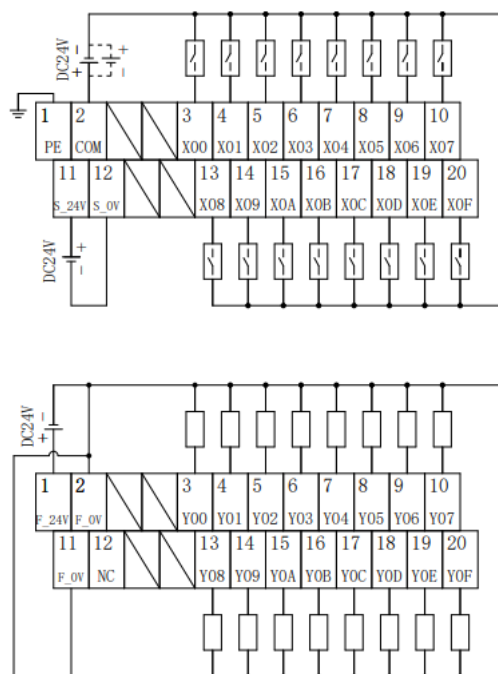 DC24V
- +
+ -
1 2 3 4 5 6 7 8 9 10
PE COM X00 X01 X02 X03 X04 X05 X06 X07
11 12 13 14 15 16 17 18 19 20
S_24V S_0V X08 X09 X0A X0B X0C X0D X0E X0F
DC24V
+
-
DC24V
-
+
1 2 3 4 5 6 7 8 9 10
F_24V F_0V Y00 Y01 Y02 Y03 Y04 Y05 Y06 Y07
11 12 13 14 15 16 17 18 19 20
F_0V NC Y08 Y09 Y0A Y0B Y0C Y0D Y0E Y0F